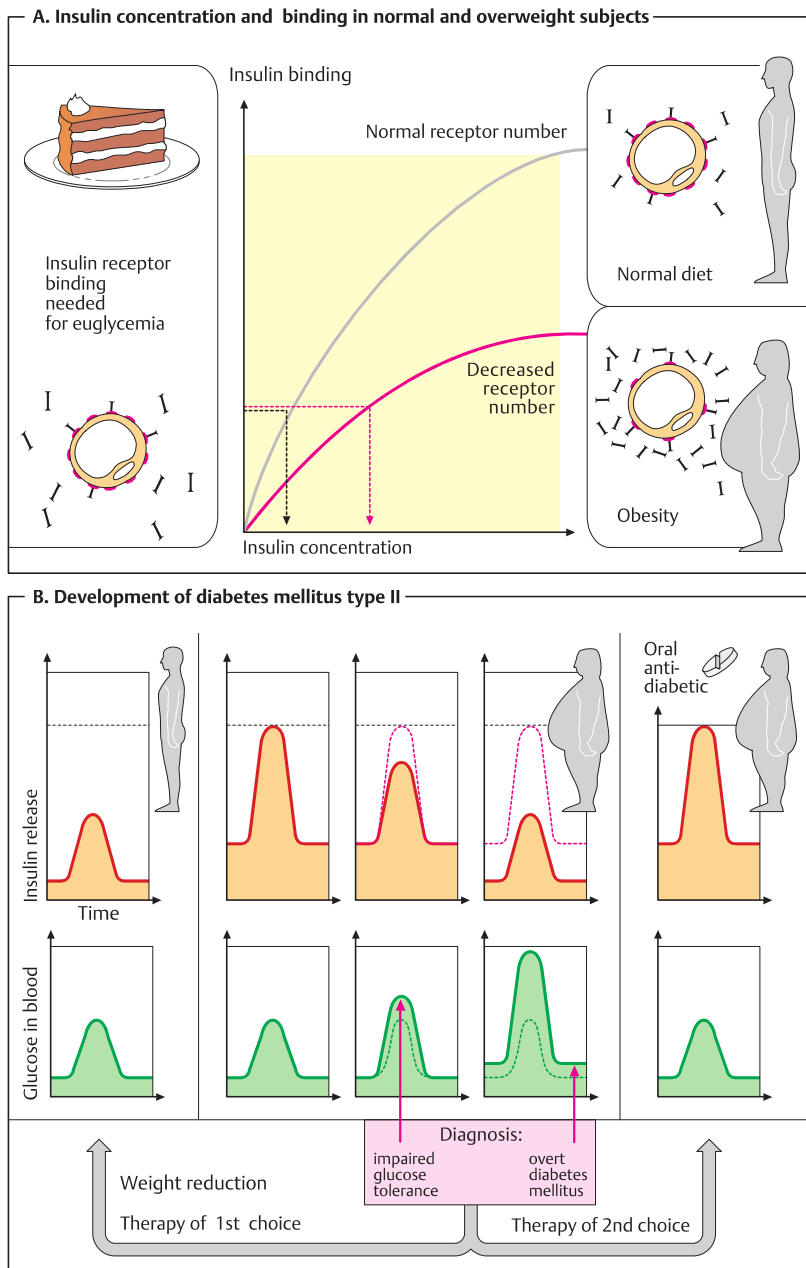 A. Insulin concentration and binding in normal and overweight subjects
Insulin binding
Normal receptor number
Insulin receptor
binding
needed
for euglycemia
Normal diet
Decreased
receptor
number
Obesity
Insulin concentration
B. Development of diabetes mellitus type II
Oral
anti-
diabetic
Insulin release
Time
Glucose in blood
Diagnosis:
impaired
glucose
tolerance
overt
diabetes
mellitus
Weight reduction
Therapy of 1st choice
Therapy of 2nd choice